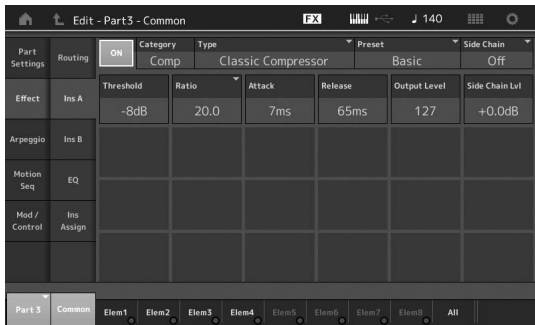 Edit - Part3 - Common FX ♩ 140
Part Settings
Routing
ON
Category
Comp
Type
Classic Compressor
Preset
Basic
Side Chain
Off
Effect
Ins A
Threshold
-8dB
Ratio
20.0
Attack
7ms
Release
65ms
Output Level
127
Side Chain Lvl
+0.0dB
Arpeggio
Ins B
Motion Seq
EQ
Mod / Control
Ins Assign
Part 3 Common Elem1 Elem2 Elem3 Elem4 Elem5 Elem6 Elem7 Elem8 All